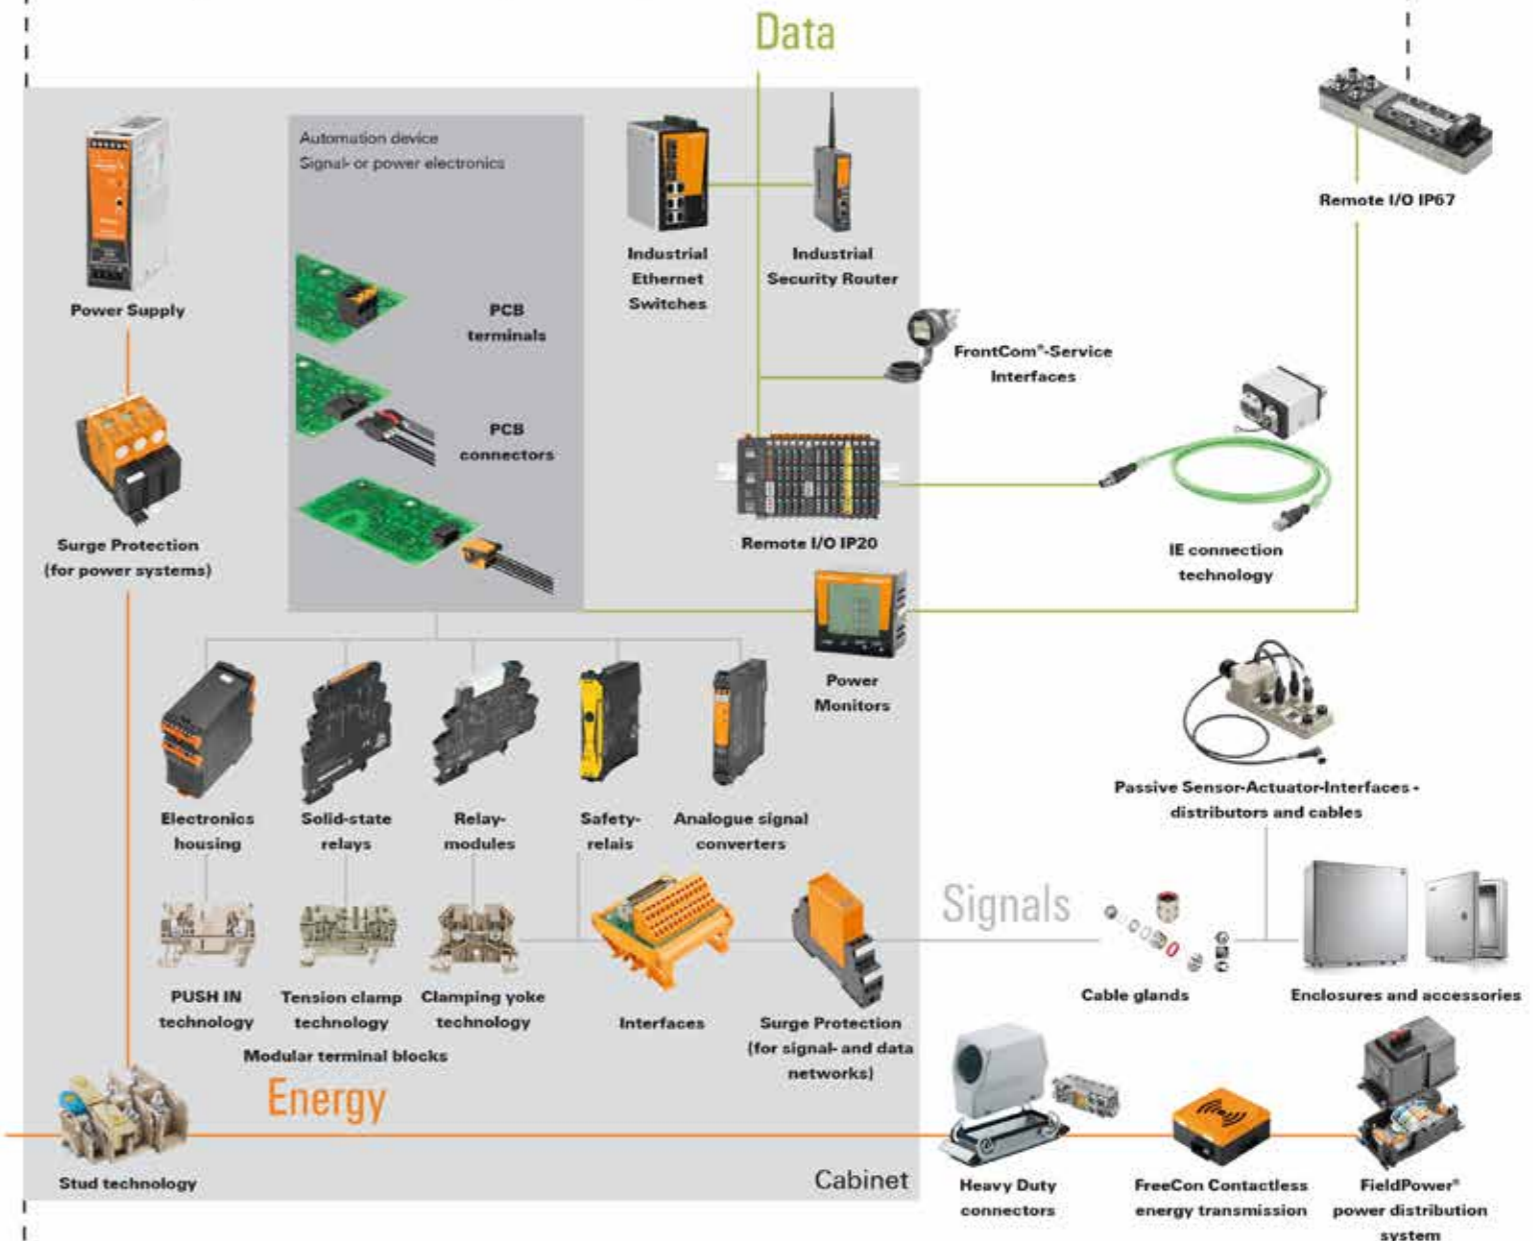 Data
Automation device
Signal- or power electronics
Power Supply
Industrial
Ethernet
Switches
Industrial
Security Router
Remote I/O IP67
PCB
terminals
FrontCom®-Service
Interfaces
PCB
connectors
Surge Protection
(for power systems)
Remote I/O IP20
IE connection
technology
Power
Monitors
Electronics
housing
Solid-state
relays
Relay-
modules
Safety-
relais
Analogue signal
converters
Passive Sensor-Actuator-Interfaces -
distributors and cables
Signals
PUSH IN
technology
Tension clamp
technology
Clamping yoke
technology
Modular terminal blocks
Interfaces
Surge Protection
(for signal- and data
networks)
Cable glands
Enclosures and accessories
Energy
Stud technology
Cabinet
Heavy Duty
connectors
FreeCon Contactless
energy transmission
FieldPower®
power distribution
system